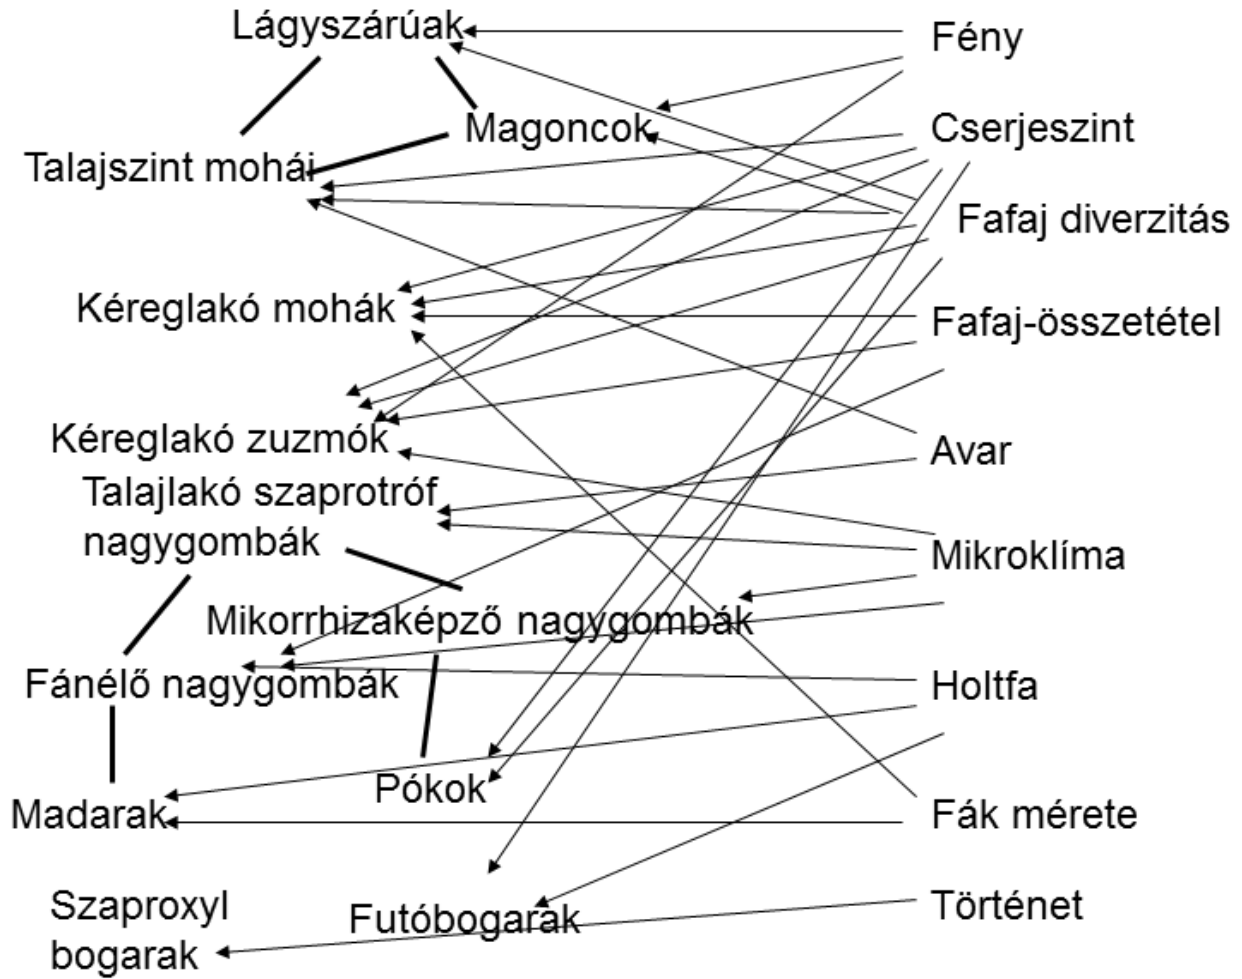 Lágyszárúak
Fény
Magoncok
Cserjeszint
Talajszint mohái
Fafaj diverzitás
Kéreglakó mohák
Fafaj-összetétel
Kéreglakó zuzmók
Avar
Talajlakó szaprotróf
nagygombák
Mikroklíma
Mikorrhizaképző nagygombák
Fánélő nagygombák
Holtfa
Pókok
Madarak
Fák mérete
Szaproxyl
bogarak
Futóbogarak
Történet